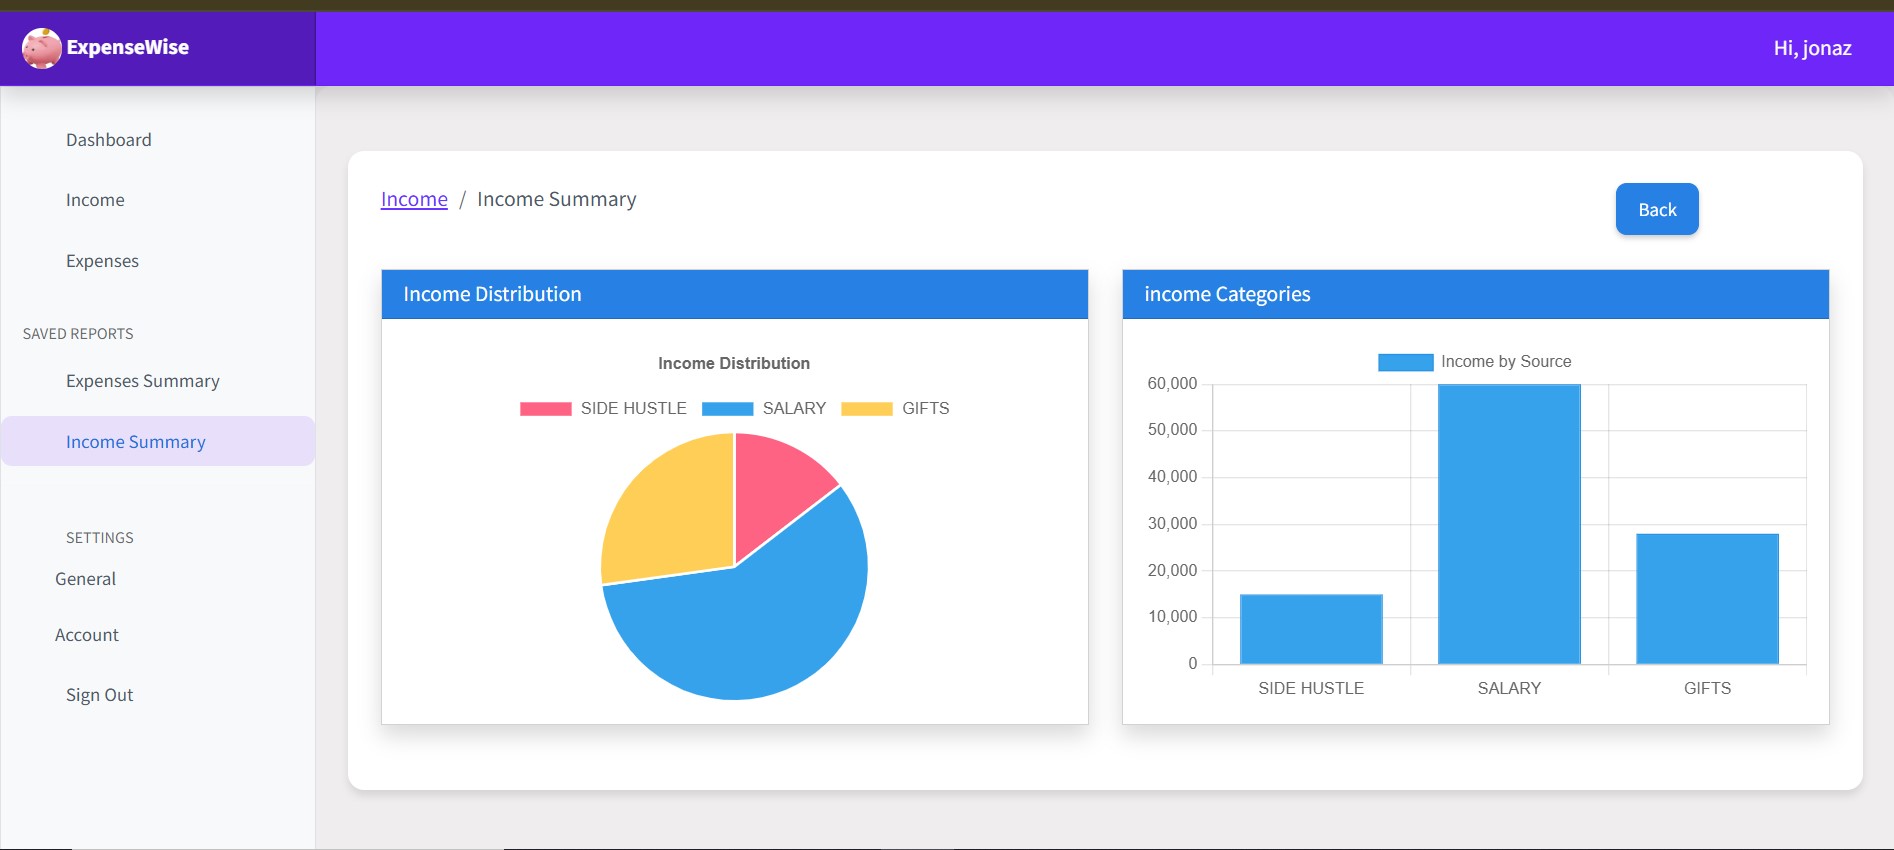 ExpenseWise
Hi, jonaz
Dashboard
Income
Expenses
SAVED REPORTS
Expenses Summary
Income Summary
SETTINGS
General
Account
Sign Out
Income / Income Summary
Back
Income Distribution
Income Distribution
SIDE HUSTLE SALARY GIFTS
income Categories
Income by Source
60,000
50,000
40,000
30,000
20,000
10,000
0
SIDE HUSTLE SALARY GIFTS